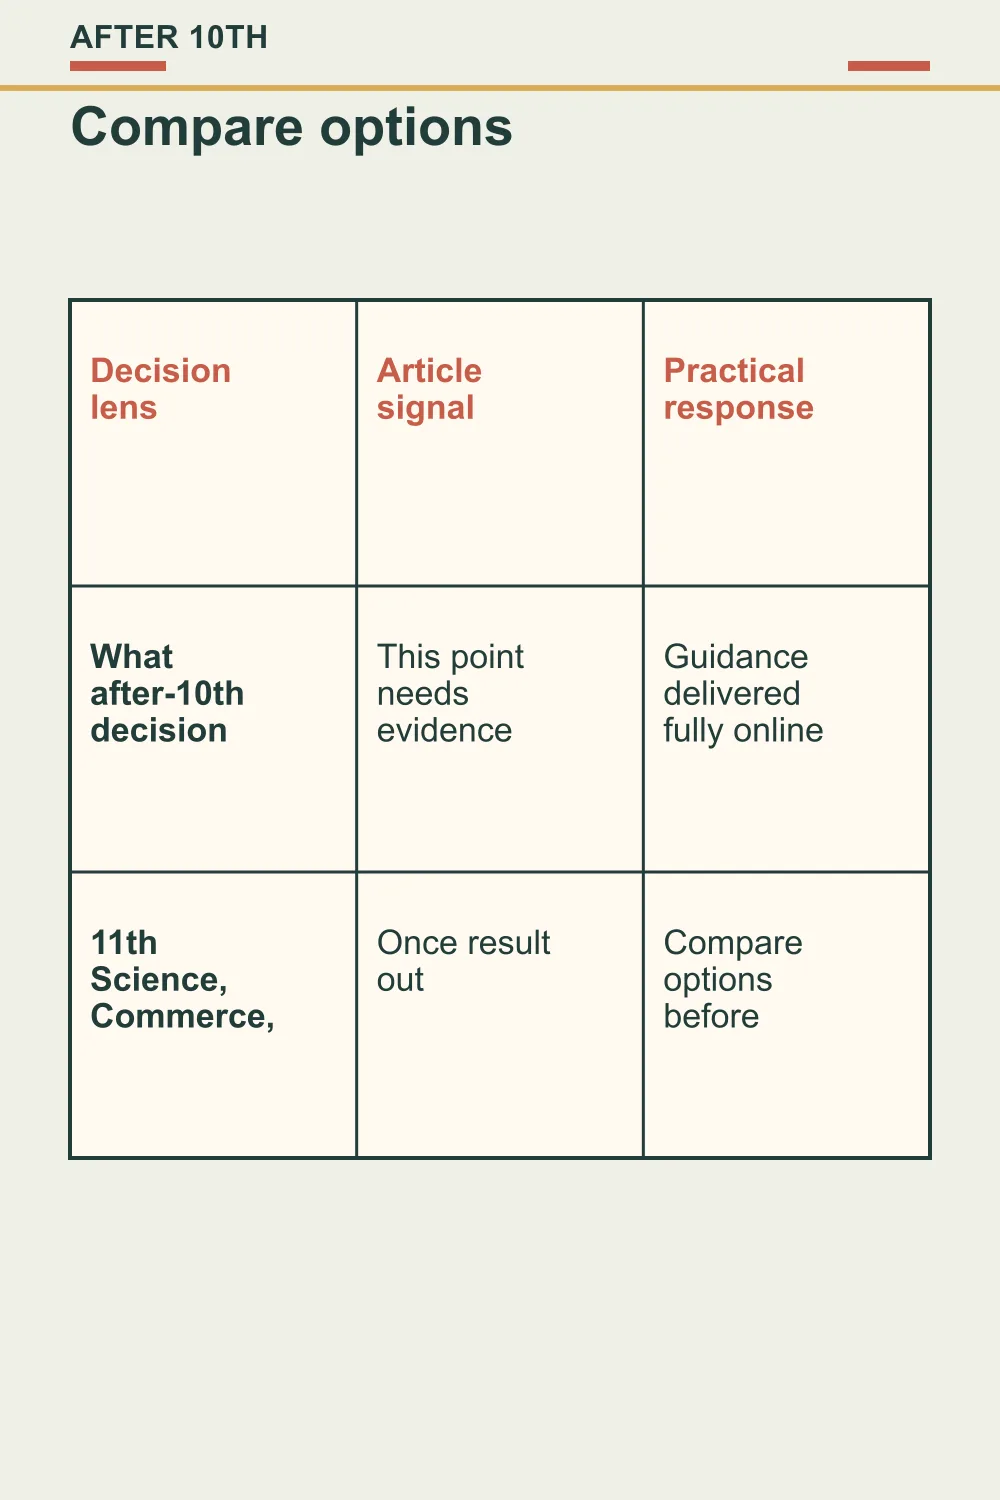 AFTER 10TH
Compare options
Decision
lens
Article
signal
Practical
response
What
after-10th
decision
This point
needs
evidence
Guidance
delivered
fully online
11th
Science,
Commerce,
Once result
out
Compare
options
before